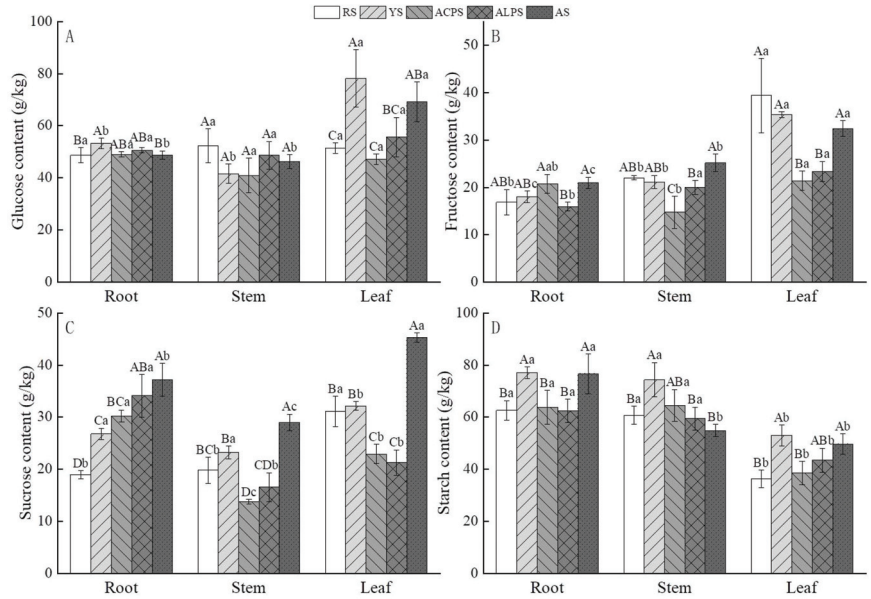 RS YS ACPS ALPS AS
A
Glucose content (g/kg)
100
80
60
40
20
0
Ba Ab ABa ABa Bb
Aa Ab Aa Aa Ab
Ca Aa Ca BCa ABa
Root Stem Leaf
B
Fructose content (g/kg)
50
40
30
20
10
0
ABb ABc Aab Bb Ac
ABb ABb Cb Ba Ab
Aa Aa Ba Ba Aa
Root Stem Leaf
C
Sucrose content (g/kg)
50
40
30
20
10
0
Db Ca BCa ABa Ab
BCb Ba Dc CDb Ac
Ba Bb Cb Cb Aa
Root Stem Leaf
D
Starch content (g/kg)
100
80
60
40
20
0
Ba Aa Ba Ba Aa
Ba Aa ABa Ba Bb
Bb Ab Bb ABb Ab
Root Stem Leaf